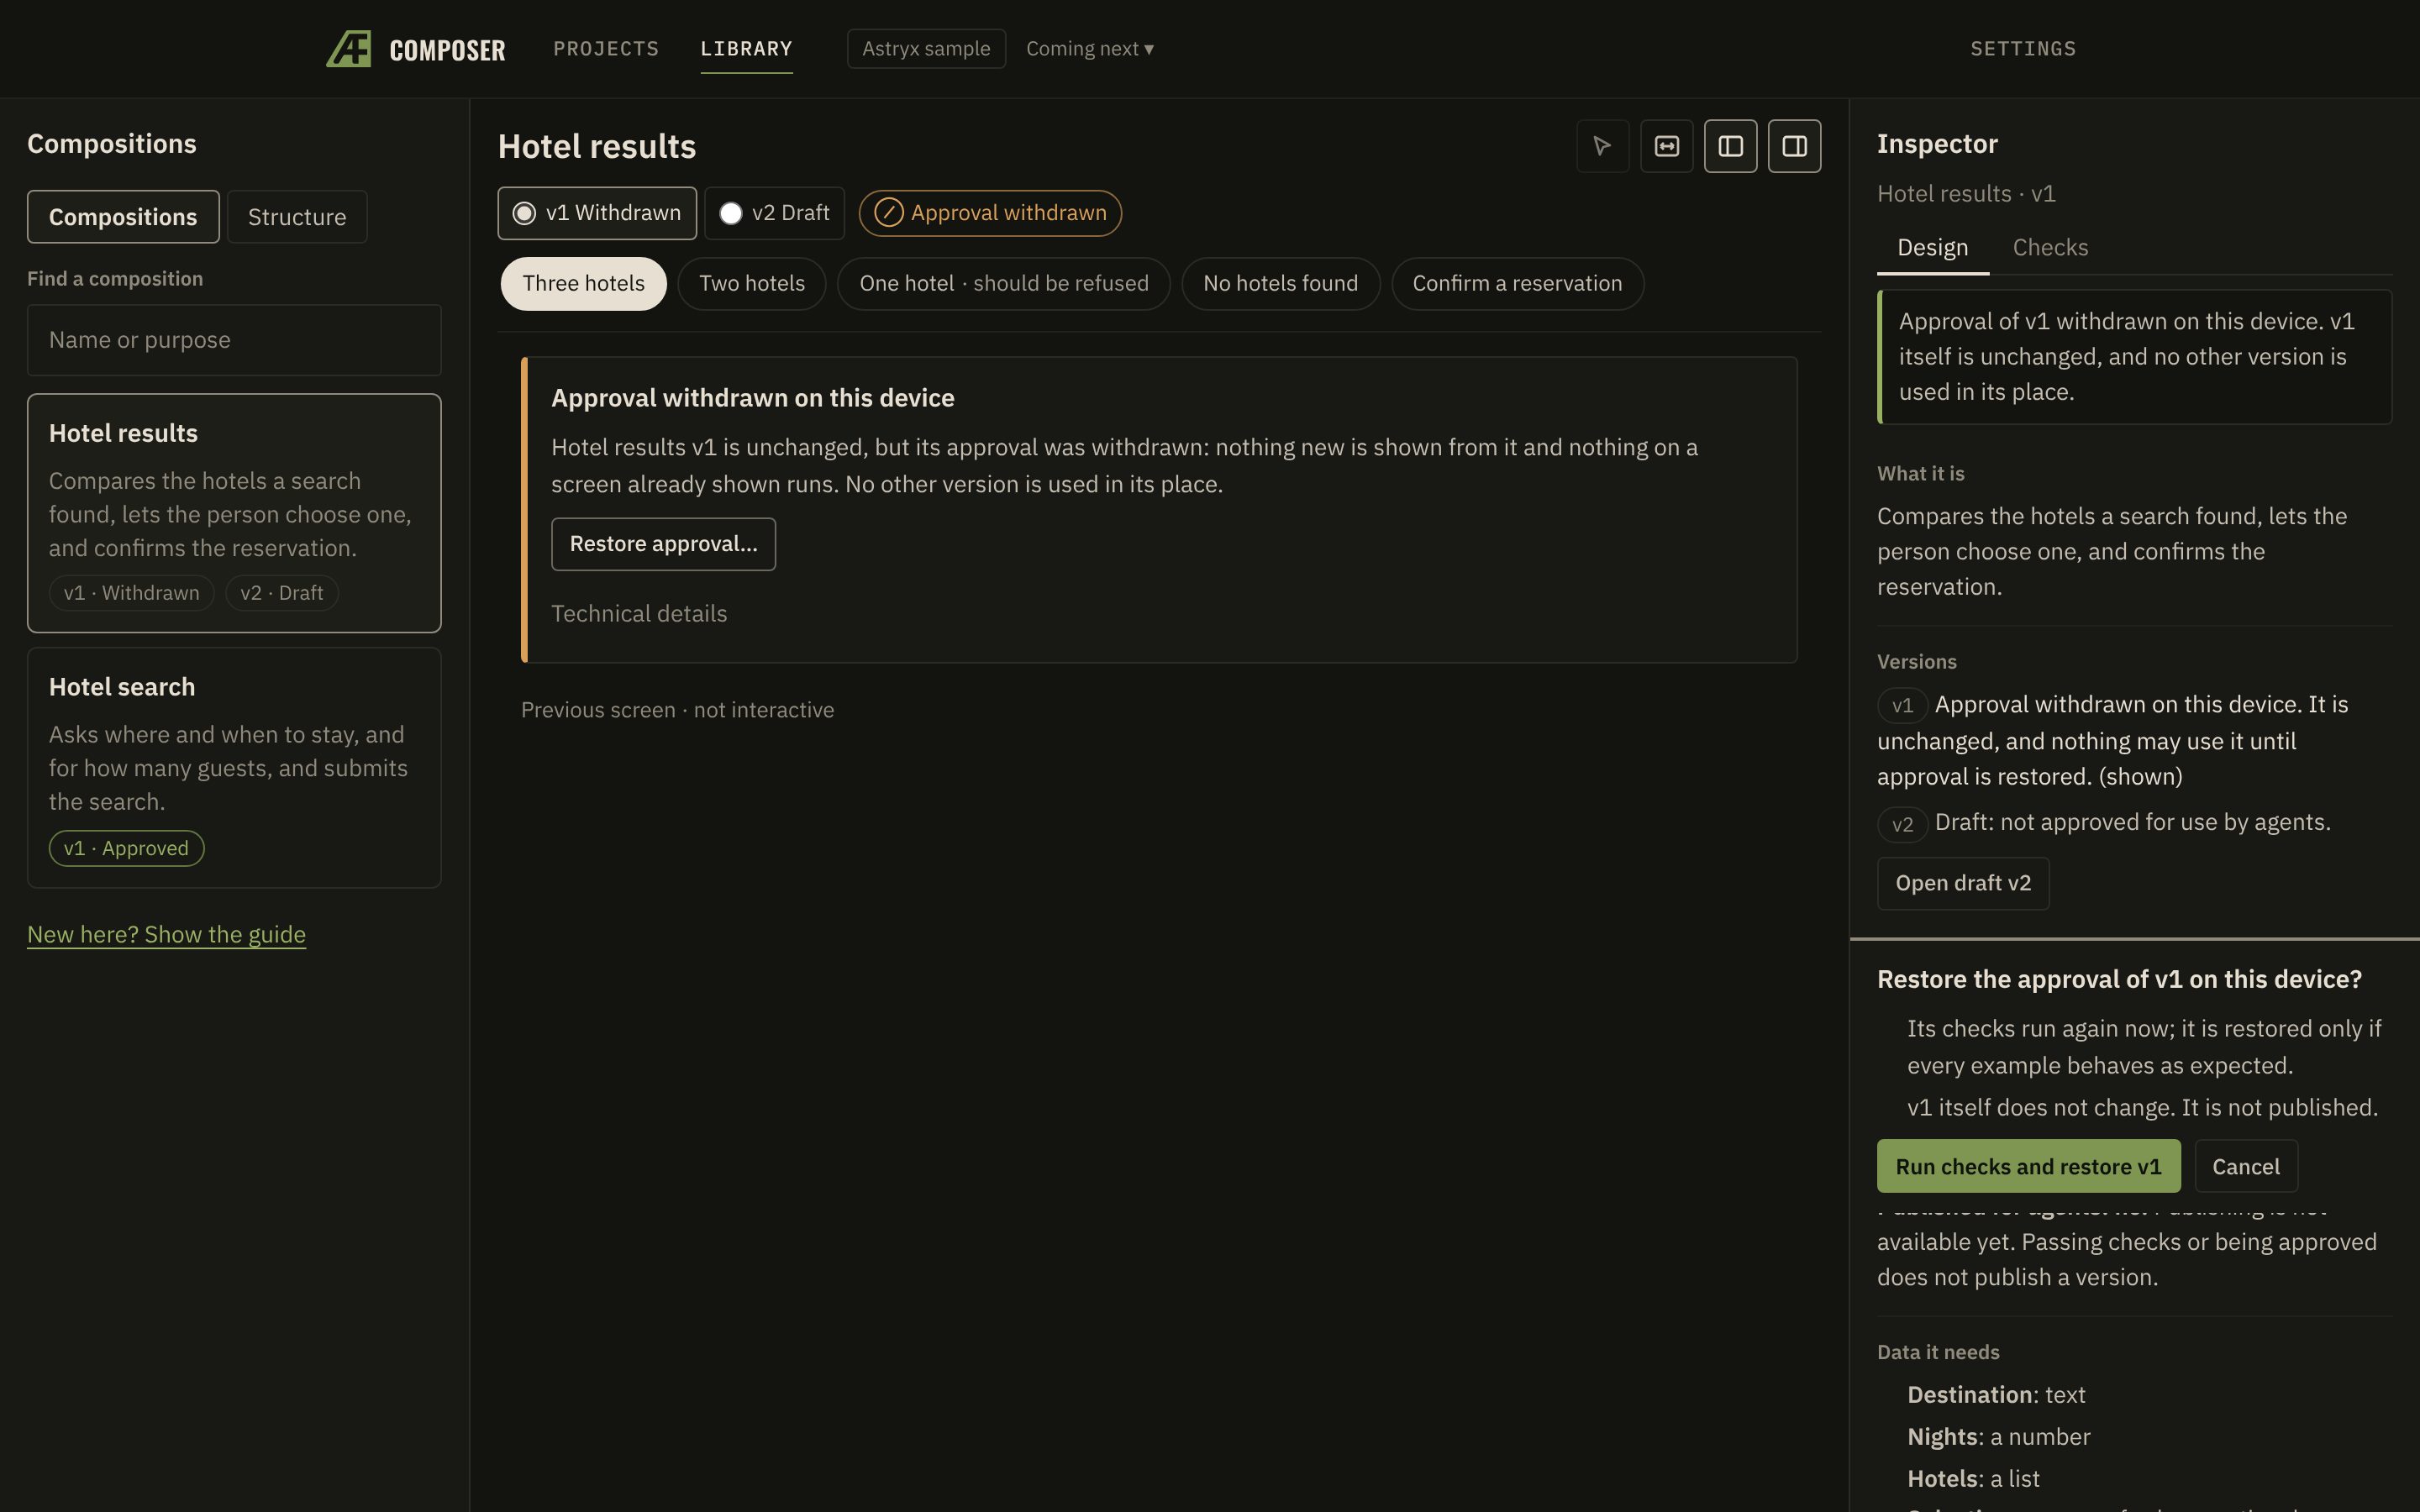 COMPOSER
PROJECTS
LIBRARY
Astryx sample
Coming next ▾
SETTINGS
Compositions
Compositions
Structure
Find a composition
Name or purpose
Hotel results
Compares the hotels a search
found, lets the person choose one,
and confirms the reservation.
v1 · Withdrawn
v2 · Draft
Hotel search
Asks where and when to stay, and
for how many guests, and submits
the search.
v1 · Approved
New here? Show the guide
Hotel results
v1 Withdrawn
v2 Draft
Approval withdrawn
Three hotels
Two hotels
One hotel · should be refused
No hotels found
Confirm a reservation
Approval withdrawn on this device
Hotel results v1 is unchanged, but its approval was withdrawn: nothing new is shown from it and nothing on a
screen already shown runs. No other version is used in its place.
Restore approval...
Technical details
Previous screen · not interactive
Inspector
Hotel results · v1
Design
Checks
Approval of v1 withdrawn on this device. v1
itself is unchanged, and no other version is
used in its place.
What it is
Compares the hotels a search found, lets the
person choose one, and confirms the
reservation.
Versions
v1 Approval withdrawn on this device. It is
unchanged, and nothing may use it until
approval is restored. (shown)
v2 Draft: not approved for use by agents.
Open draft v2
Restore the approval of v1 on this device?
Its checks run again now; it is restored only if
every example behaves as expected.
v1 itself does not change. It is not published.
Run checks and restore v1
Cancel
available yet. Passing checks or being approved
does not publish a version.
Data it needs
Destination: text
Nights: a number
Hotels: a list